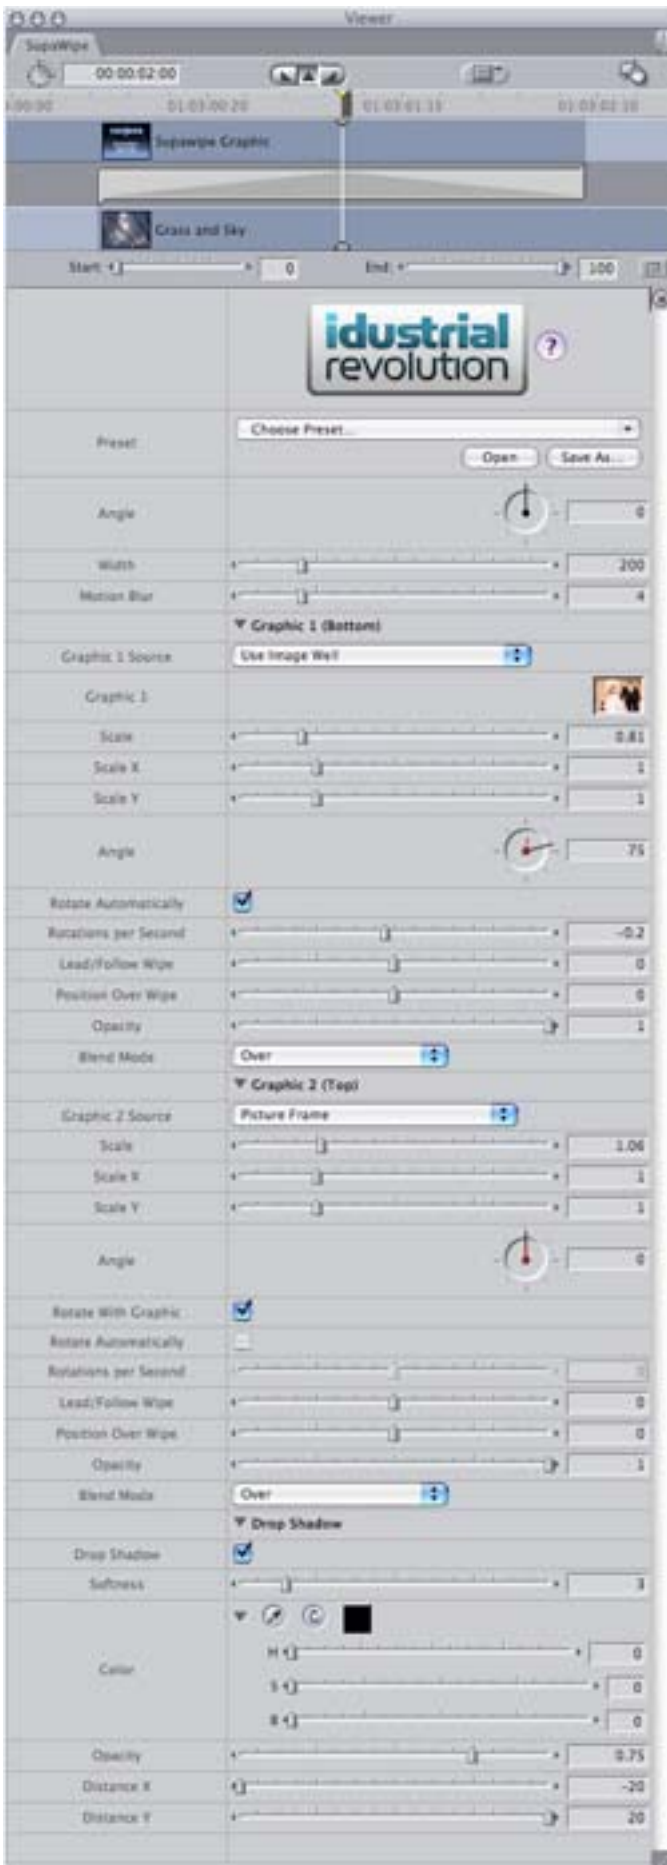 Viewer
SupaWipe
00:00:02:00
01:03:00:20 01:03:01:15 01:03:02:10
Supawipe Graphic
Grass and Sky
Start: 0 End: 100
idustrial
revolution
?
Preset Choose Preset...
Open Save As...
Angle 0
Width 200
Motion Blur 4
Graphic 1 (Bottom)
Graphic 1 Source Use Image Well
Graphic 1
Scale 0.81
Scale X 1
Scale Y 1
Angle 75
Rotate Automatically
Rotations per Second -0.2
Lead/Follow Wipe 0
Position Over Wipe 0
Opacity 1
Blend Mode Over
Graphic 2 (Top)
Graphic 2 Source Picture Frame
Scale 1.06
Scale X 1
Scale Y 1
Angle 0
Rotate With Graphic
Rotate Automatically
Rotations per Second 0
Lead/Follow Wipe 0
Position Over Wipe 0
Opacity 1
Blend Mode Over
Drop Shadow
Drop Shadow
Softness 3
Color
H 0
S 0
B 0
Opacity 0.75
Distance X -20
Distance Y 20